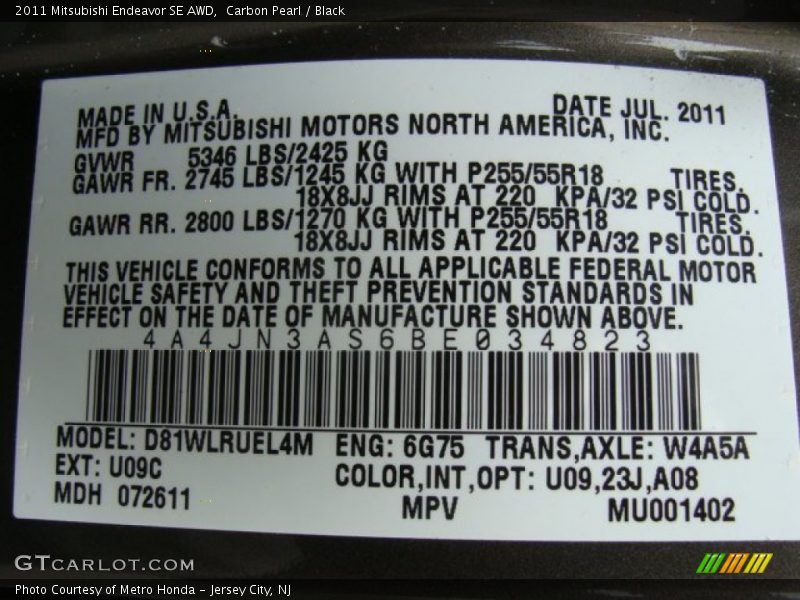 2011 Mitsubishi Endeavor SE AWD,  Carbon Pearl / Black
MADE IN U.S.A. DATE JUL. 2011
MFD BY MITSUBISHI MOTORS NORTH AMERICA, INC.
GVWR 5346 LBS/2425 KG
GAWR FR. 2745 LBS/1245 KG WITH P255/55R18 TIRES,
18X8JJ RIMS AT 220 KPA/32 PSI COLD.
GAWR RR. 2800 LBS/1270 KG WITH P255/55R18 TIRES,
18X8JJ RIMS AT 220 KPA/32 PSI COLD.
THIS VEHICLE CONFORMS TO ALL APPLICABLE FEDERAL MOTOR
VEHICLE SAFETY AND THEFT PREVENTION STANDARDS IN
EFFECT ON THE DATE OF MANUFACTURE SHOWN ABOVE.
4A4JN3AS6BE034823
MODEL: D81WLRUEL4M ENG: 6G75 TRANS,AXLE: W4A5A
EXT: U09C COLOR,INT,OPT: U09,23J,A08
MDH 072611 MPV MU001402
GTCARLOT.COM
Photo Courtesy of Metro Honda – Jersey City, NJ